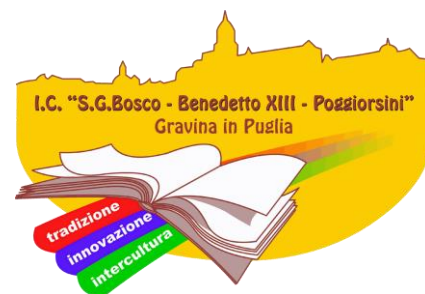 I.C. “S.G.Bosco - Benedetto XIII - Poggiorsini”
Gravina in Puglia
tradizione
innovazione
intercultura